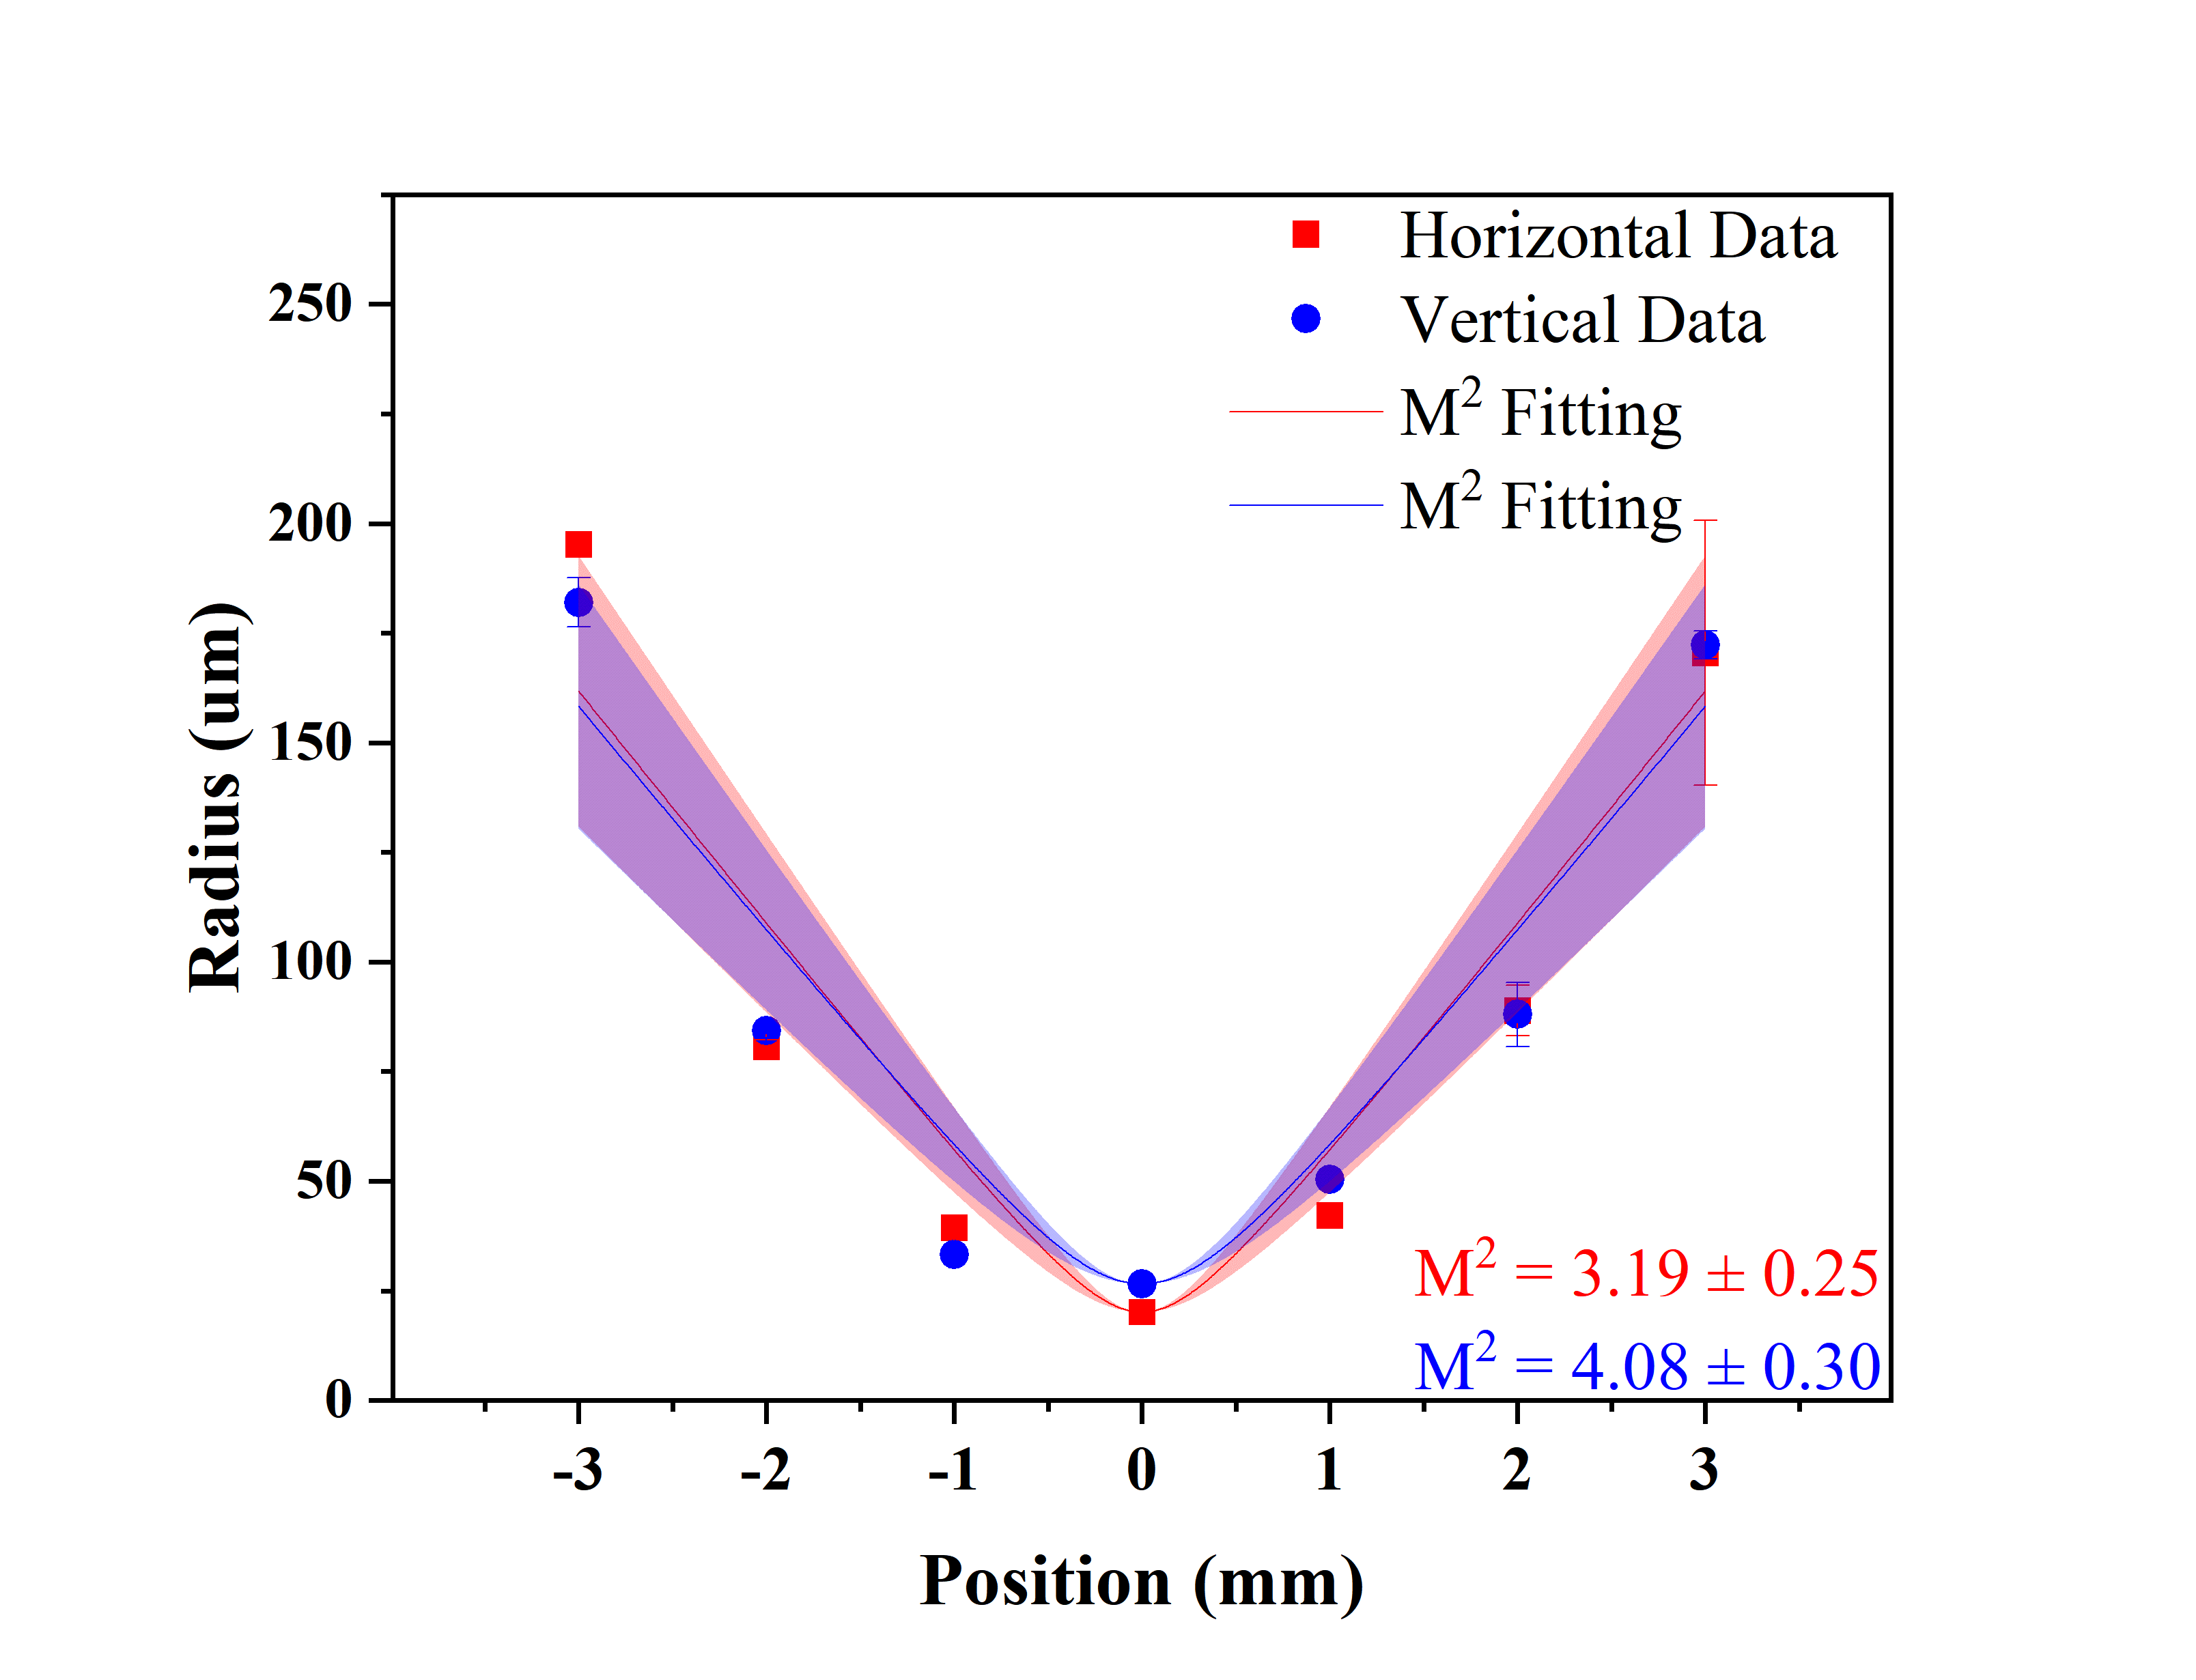 Horizontal Data
Vertical Data
M² Fitting
M² Fitting
250
200
150
100
50
0
Radius (um)
M² = 3.19 ± 0.25
M² = 4.08 ± 0.30
-3 -2 -1 0 1 2 3
Position (mm)